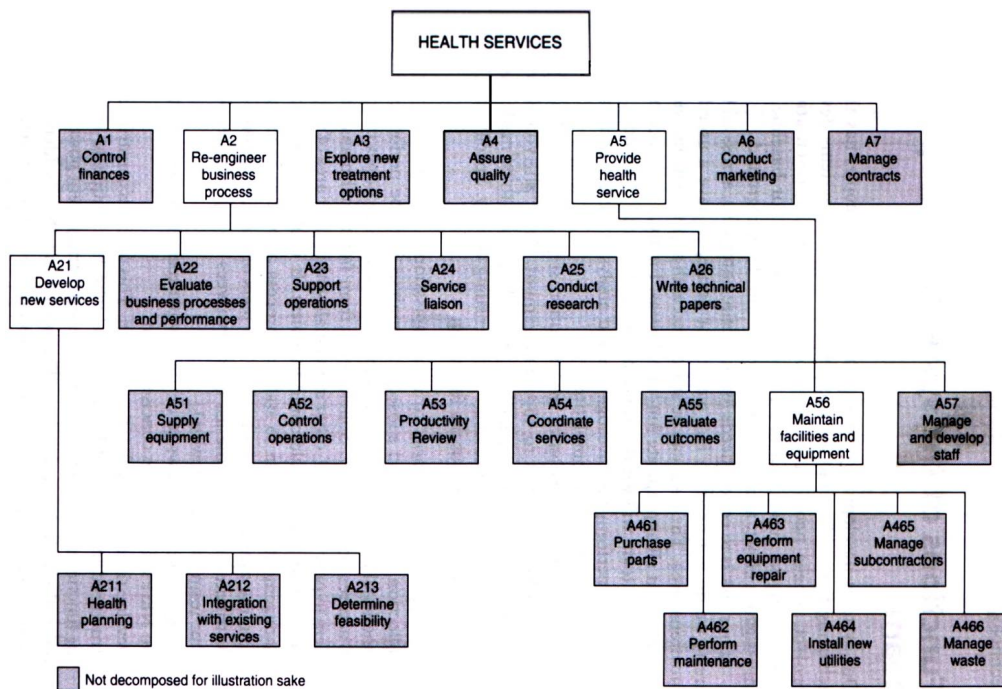 HEALTH SERVICES
A1
Control
finances
A2
Re-engineer
business
process
A3
Explore new
treatment
options
A4
Assure
quality
A5
Provide
health
service
A6
Conduct
marketing
A7
Manage
contracts
A21
Develop
new services
A22
Evaluate
business processes
and performance
A23
Support
operations
A24
Service
liaison
A25
Conduct
research
A26
Write technical
papers
A51
Supply
equipment
A52
Control
operations
A53
Productivity
Review
A54
Coordinate
services
A55
Evaluate
outcomes
A56
Maintain
facilities and
equipment
A57
Manage
and develop
staff
A461
Purchase
parts
A463
Perform
equipment
repair
A465
Manage
subcontractors
A211
Health
planning
A212
Integration
with existing
services
A213
Determine
feasibility
A462
Perform
maintenance
A464
Install new
utilities
A466
Manage
waste
Not decomposed for illustration sake